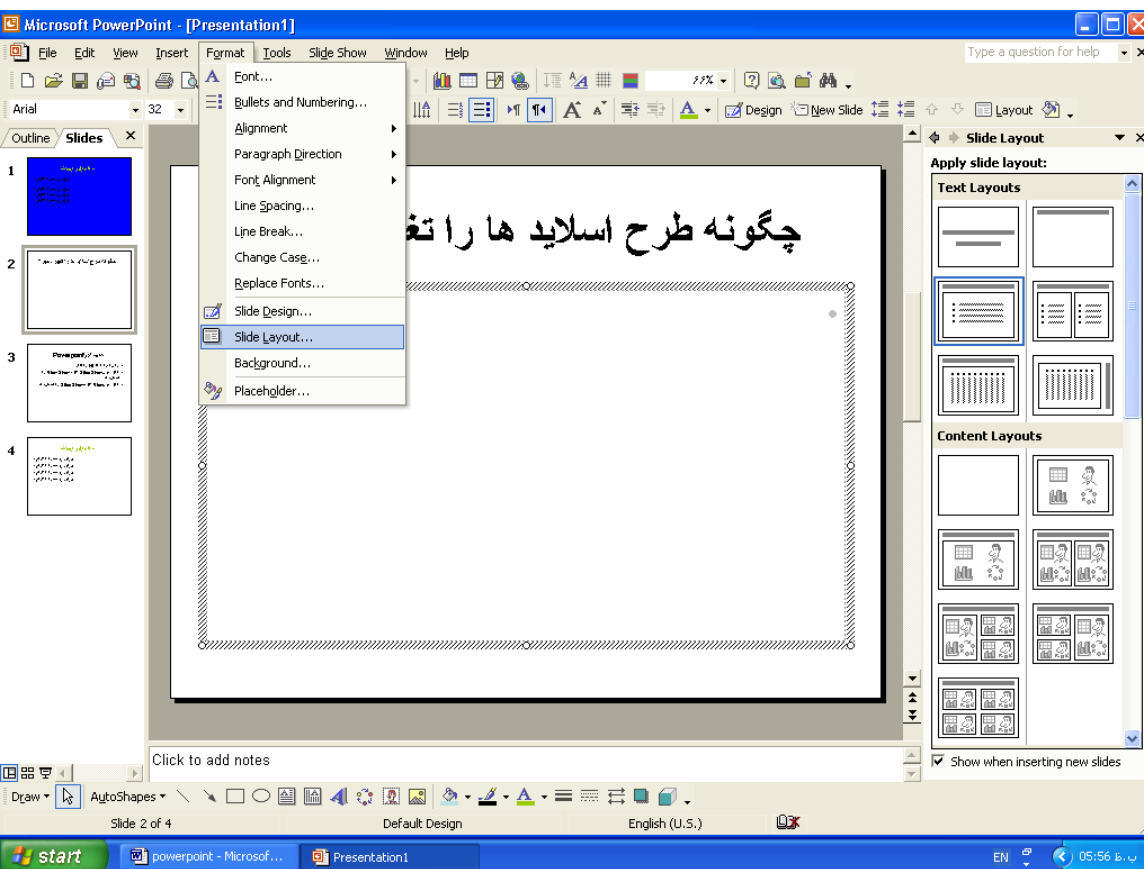 Microsoft PowerPoint - [Presentation1]
File Edit View Insert Format Tools Slide Show Window Help
Type a question for help
Arial 32
Design New Slide Layout
Outline Slides
Font...
Bullets and Numbering...
Alignment
Paragraph Direction
Font Alignment
Line Spacing...
Line Break...
Change Case...
Replace Fonts...
Slide Design...
Slide Layout...
Background...
Placeholder...
1
2
3
4
چگونه طرح اسلاید ها را
Slide Layout
Apply slide layout:
Text Layouts
Content Layouts
Show when inserting new slides
Click to add notes
Draw AutoShapes
Slide 2 of 4 Default Design English (U.S.)
start powerpoint - Microsof... Presentation1 EN 05:56 ب.ظ